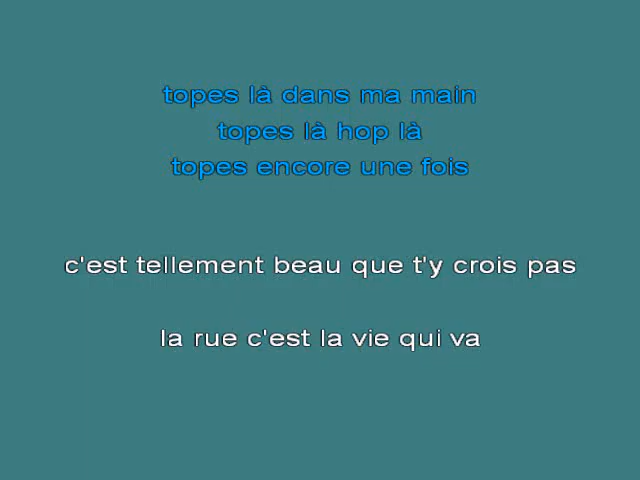 topes là dans ma main
topes là hop là
topes encore une fois
c'est tellement beau que t'y crois pas
la rue c'est la vie qui va